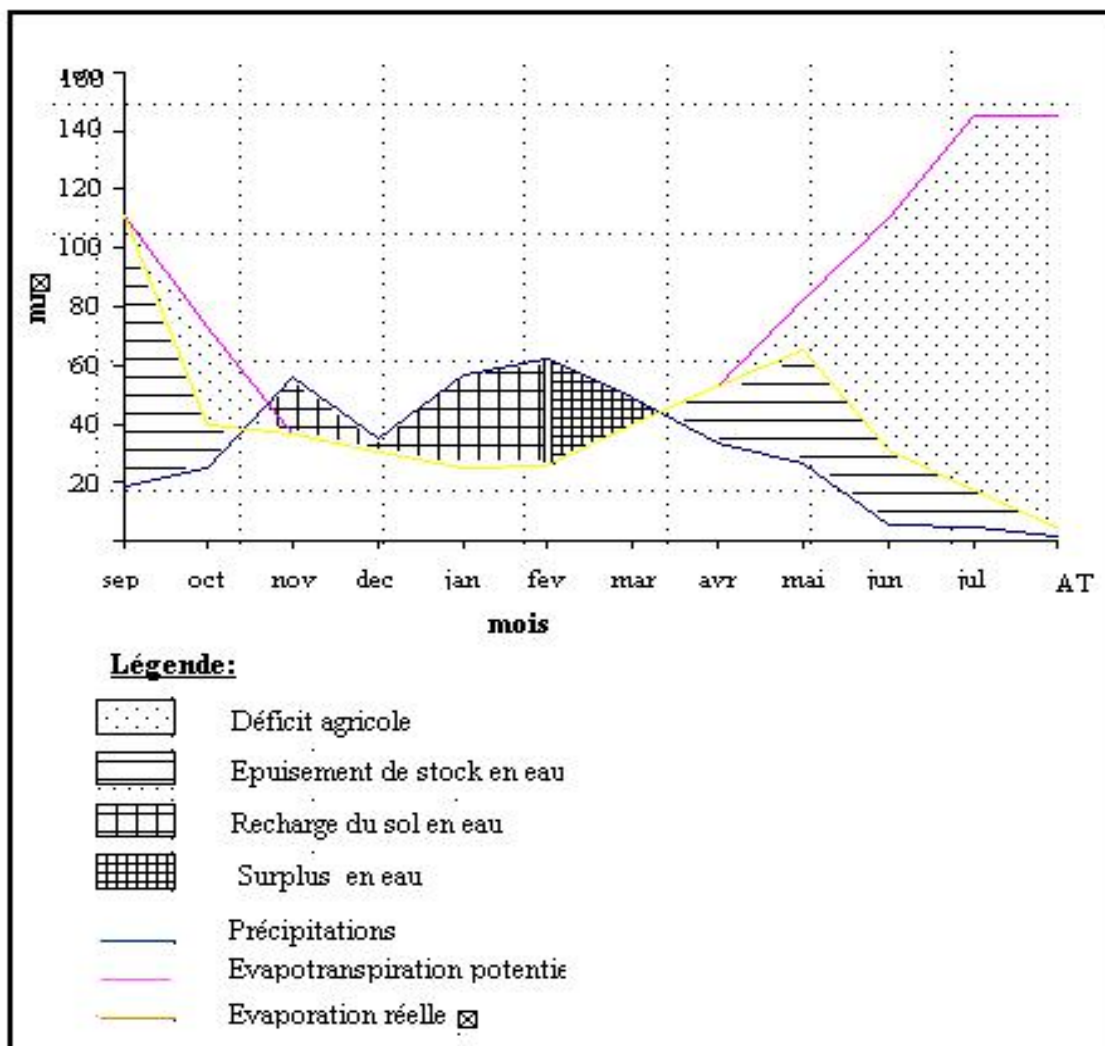 140
120
100
80
60
40
20
sep oct nov dec jan fev mar avr mai jun jul AT
mois
Légende:
Déficit agricole
Epuisement de stock en eau
Recharge du sol en eau
Surplus en eau
Précipitations
Evapotranspiration potentie
Evaporation réelle